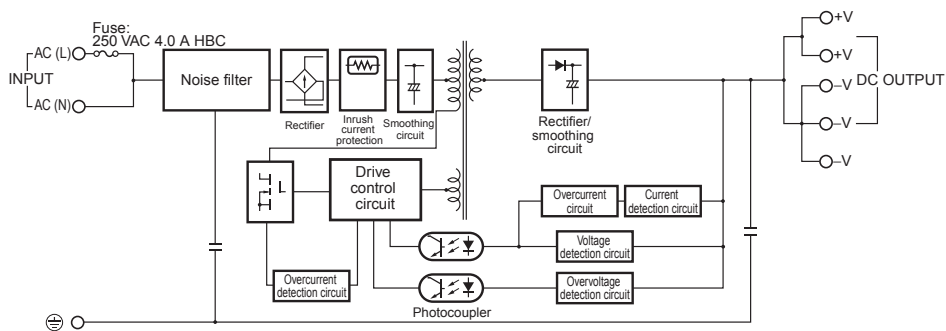 Fuse:
250 VAC 4.0 A HBC
AC (L)
INPUT
AC (N)
Noise filter
Rectifier
Inrush
current
protection
Smoothing
circuit
Rectifier/
smoothing
circuit
+V
+V
DC OUTPUT
–V
–V
–V
Drive
control
circuit
Overcurrent
circuit
Current
detection circuit
Voltage
detection circuit
Overcurrent
detection circuit
Overvoltage
detection circuit
Photocoupler